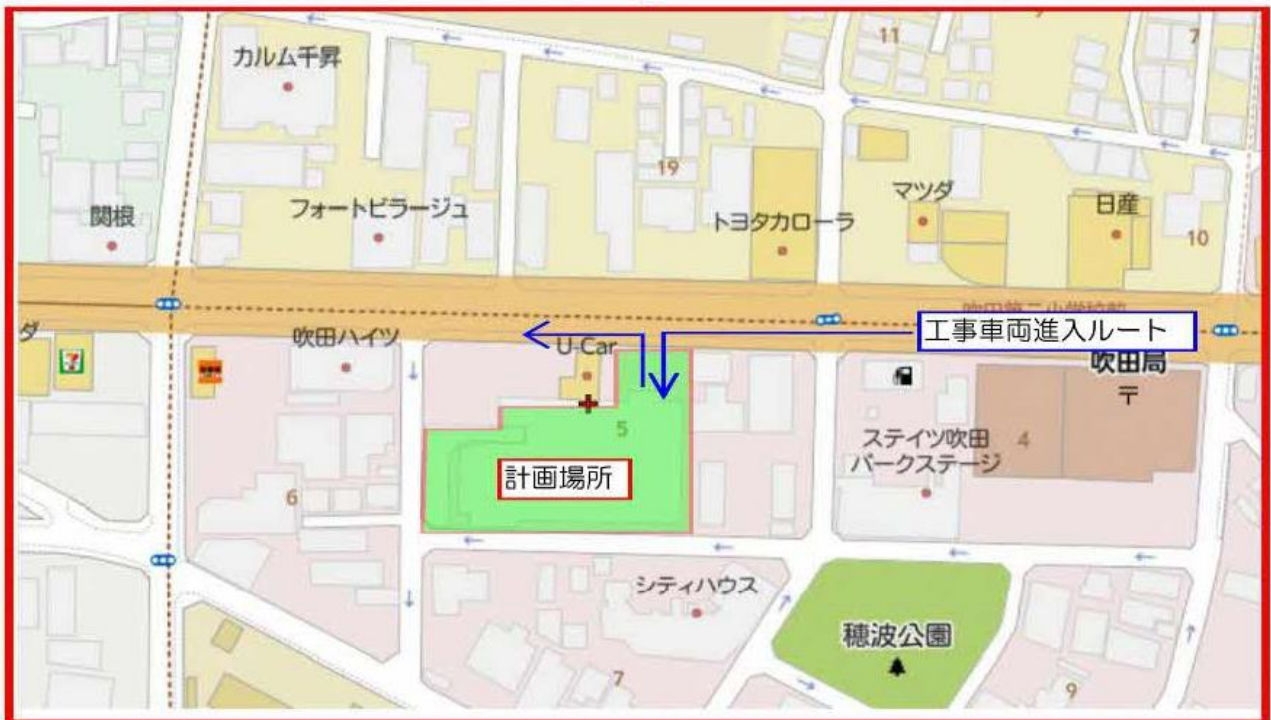 カルム千昇
11
7
19
関根
フォートビラージュ
トヨタカローラ
マツダ
日産
10
工事車両進入ルート
ダ
吹田ハイツ
U-Car
吹田局
〒
5
ステイツ吹田
パークステージ
4
計画場所
6
シティハウス
穂波公園
7
9